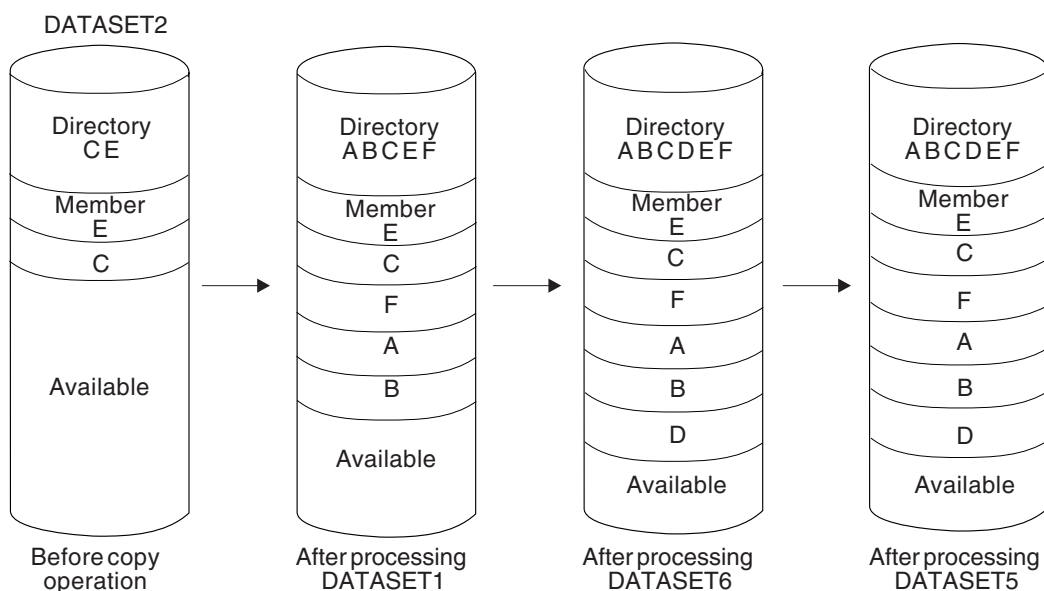 DATASET2
Directory
C E
Member
E
C
Available
Before copy
operation
Directory
A B C E F
Member
E
C
F
A
B
Available
After processing
DATASET1
Directory
A B C D E F
Member
E
C
F
A
B
D
Available
After processing
DATASET6
Directory
A B C D E F
Member
E
C
F
A
B
D
Available
After processing
DATASET5